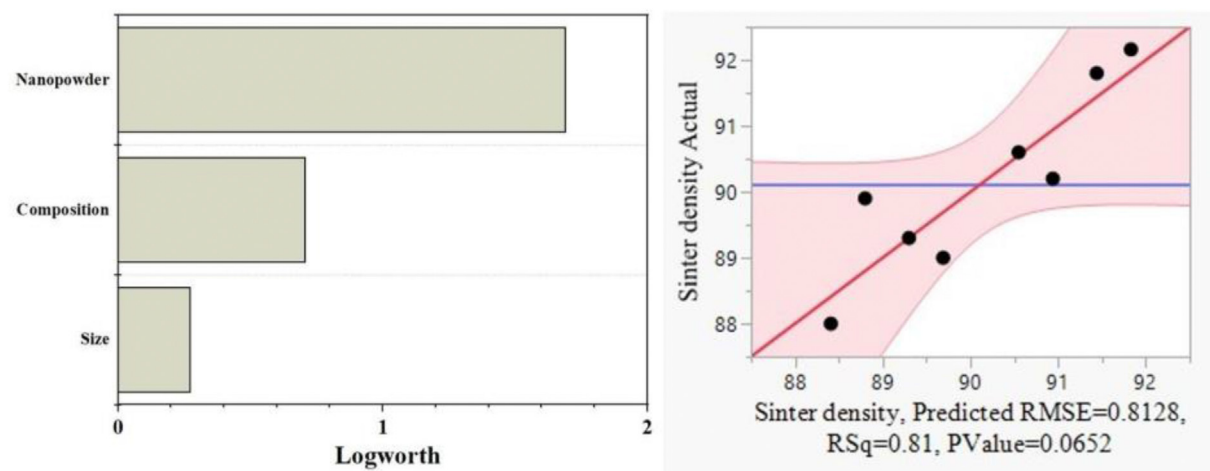 Nanopowder
Composition
Size
0 1 2
Logworth
Sinter density Actual
92
91
90
89
88
88 89 90 91 92
Sinter density, Predicted RMSE=0.8128,
RSq=0.81, PValue=0.0652